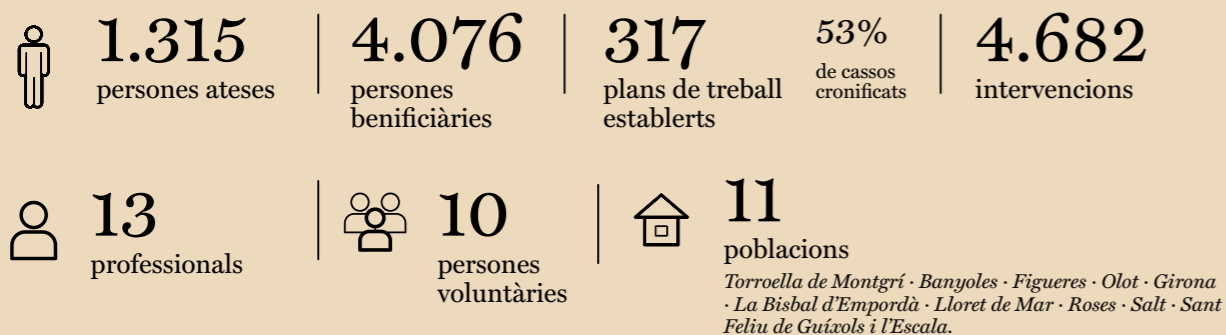 1.315
persones ateses
4.076
persones
benificiàries
317
plans de treball
establerts
53%
de cassos
cronificats
4.682
intervencions
13
professionals
10
persones
voluntàries
11
poblacions
Torroella de Montgrí · Banyoles · Figueres · Olot · Girona
· La Bisbal d'Empordà · Lloret de Mar · Roses · Salt · Sant
Feliu de Guíxols i l'Escala.